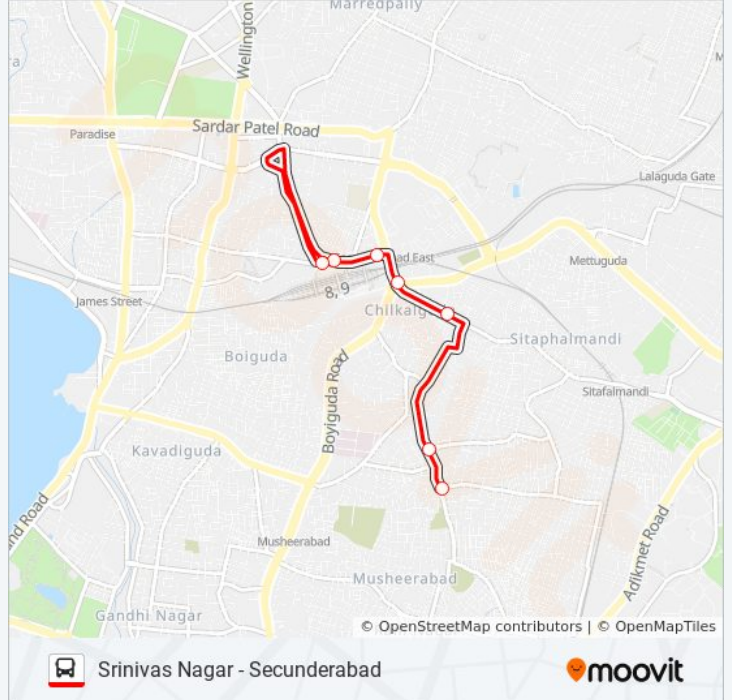 Marredpally
Wellington
Sardar Patel Road
Paradise
Lalaguda Gate
ad East
Mettuguda
8, 9
James Street
Chilkalg
Sitaphalmandi
Boiguda
Boyiguda Road
Sitafalmandi
Kavadiguda
nd Road
Musheerabad
Adikmet Road
Musheerabad
Gandhi Nagar
© OpenStreetMap contributors | © OpenMapTiles
Srinivas Nagar - Secunderabad
moovit